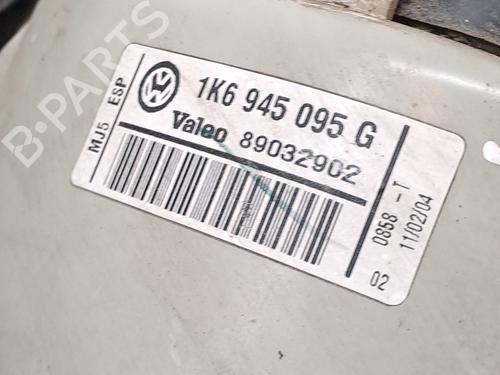 MJ5 ESP
1K6 945 095 G
Valeo 89032902
0858 - T
11/02/04
02
B-PARTS